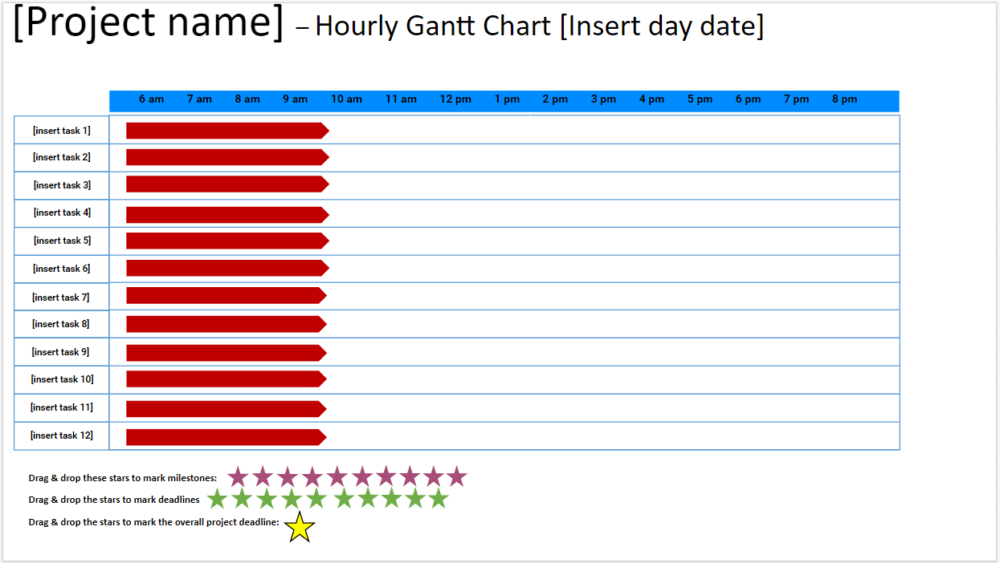 [Project name] – Hourly Gantt Chart [Insert day date]
6 am 7 am 8 am 9 am 10 am 11 am 12 pm 1 pm 2 pm 3 pm 4 pm 5 pm 6 pm 7 pm 8 pm
[insert task 1]
[insert task 2]
[insert task 3]
[insert task 4]
[insert task 5]
[insert task 6]
[insert task 7]
[insert task 8]
[insert task 9]
[insert task 10]
[insert task 11]
[insert task 12]
Drag & drop these stars to mark milestones:
Drag & drop the stars to mark deadlines
Drag & drop the stars to mark the overall project deadline: